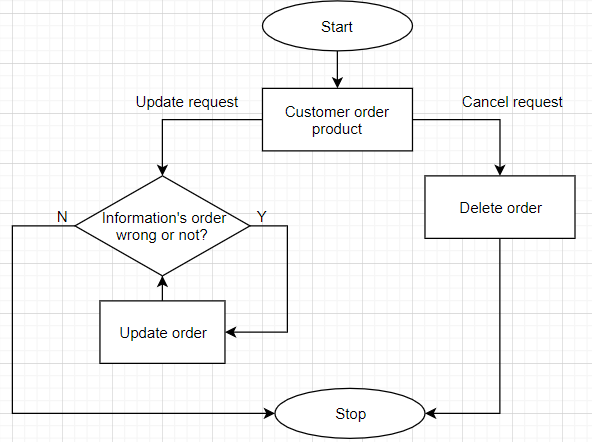 Start
Update request
Cancel request
Customer order
product
N
Information's order
wrong or not?
Y
Delete order
Update order
Stop